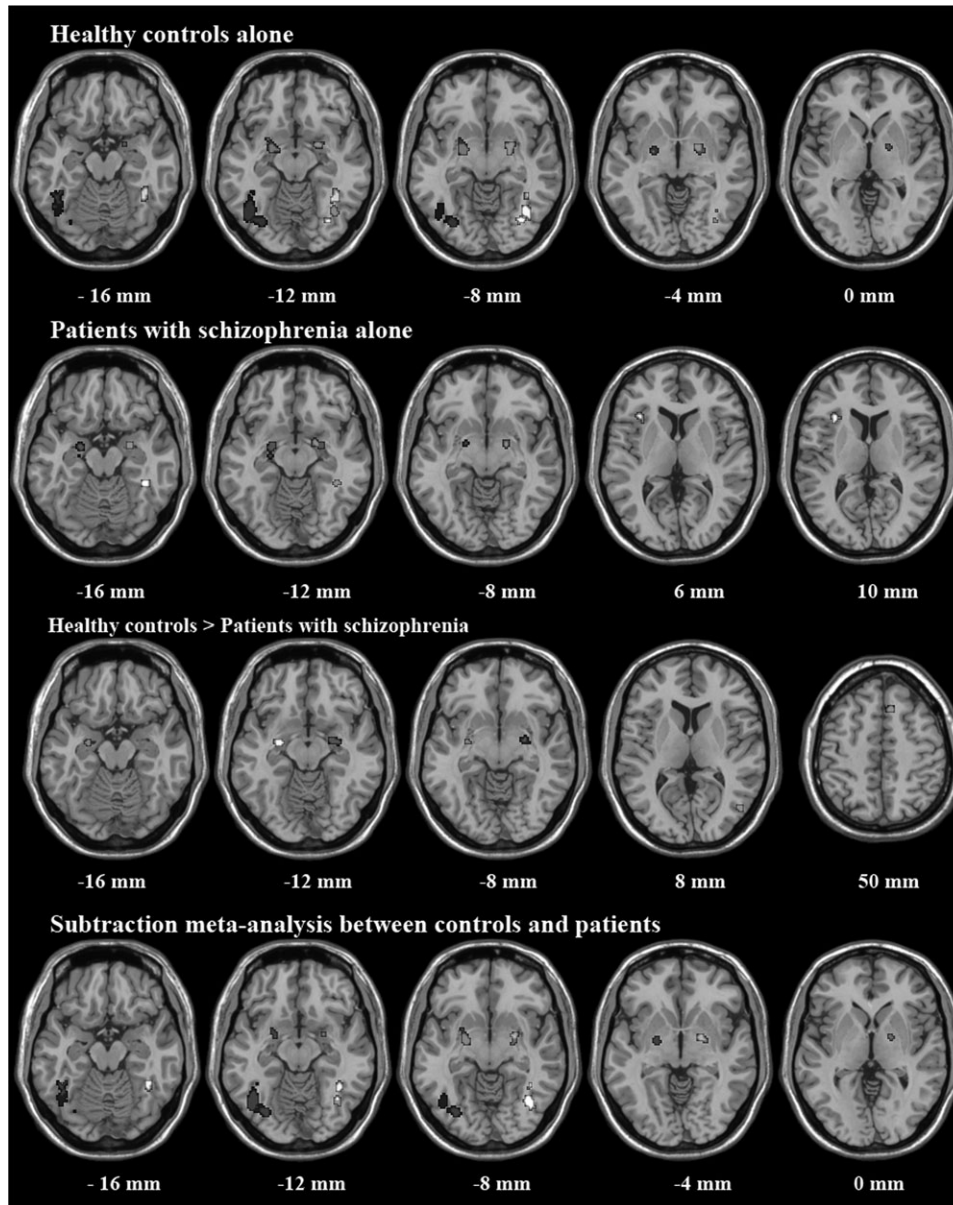 Healthy controls alone
- 16 mm -12 mm -8 mm -4 mm 0 mm
Patients with schizophrenia alone
-16 mm -12 mm -8 mm 6 mm 10 mm
Healthy controls > Patients with schizophrenia
-16 mm -12 mm -8 mm 8 mm 50 mm
Subtraction meta-analysis between controls and patients
- 16 mm -12 mm -8 mm -4 mm 0 mm